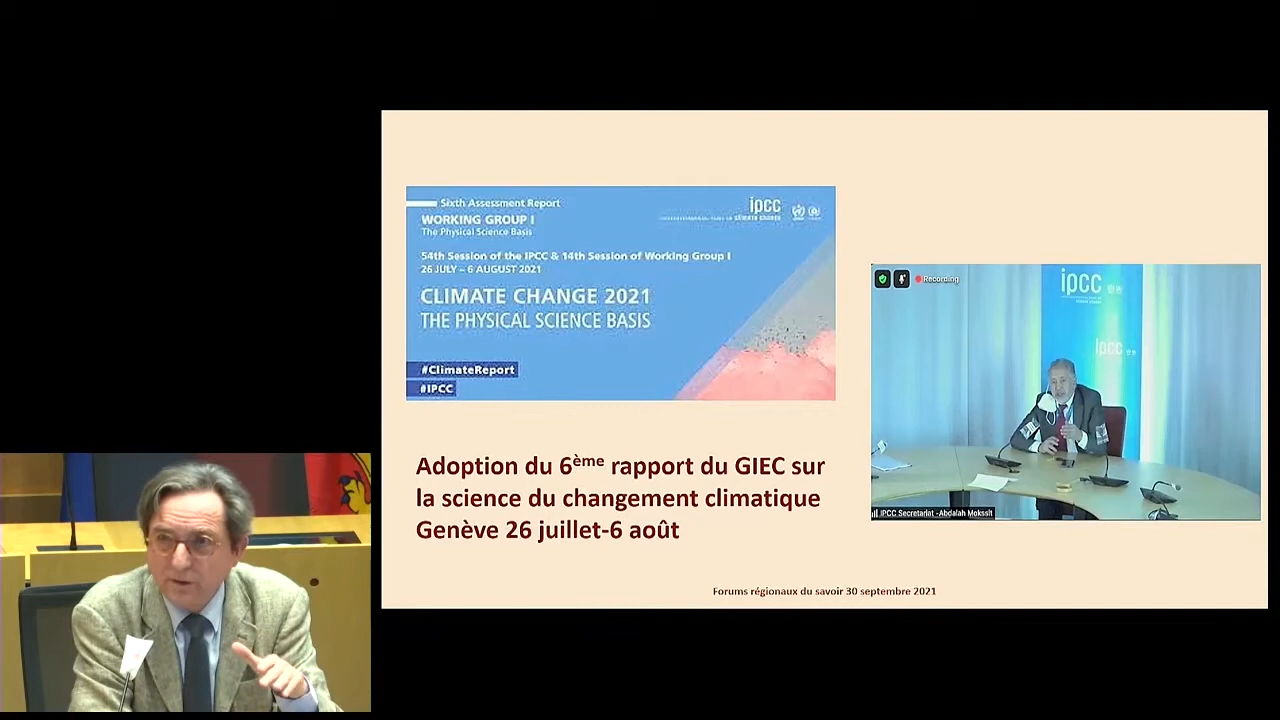 Sixth Assessment Report
WORKING GROUP I
The Physical Science Basis
ipcc
54th Session of the IPCC & 14th Session of Working Group I
26 JULY – 6 AUGUST 2021
CLIMATE CHANGE 2021
THE PHYSICAL SCIENCE BASIS
#ClimateReport
#IPCC
Recording
ipcc
ipcc
IPCC Secretariat - Abdalah Mokssit
Adoption du 6ème rapport du GIEC sur
la science du changement climatique
Genève 26 juillet-6 août
Forums régionaux du savoir 30 septembre 2021